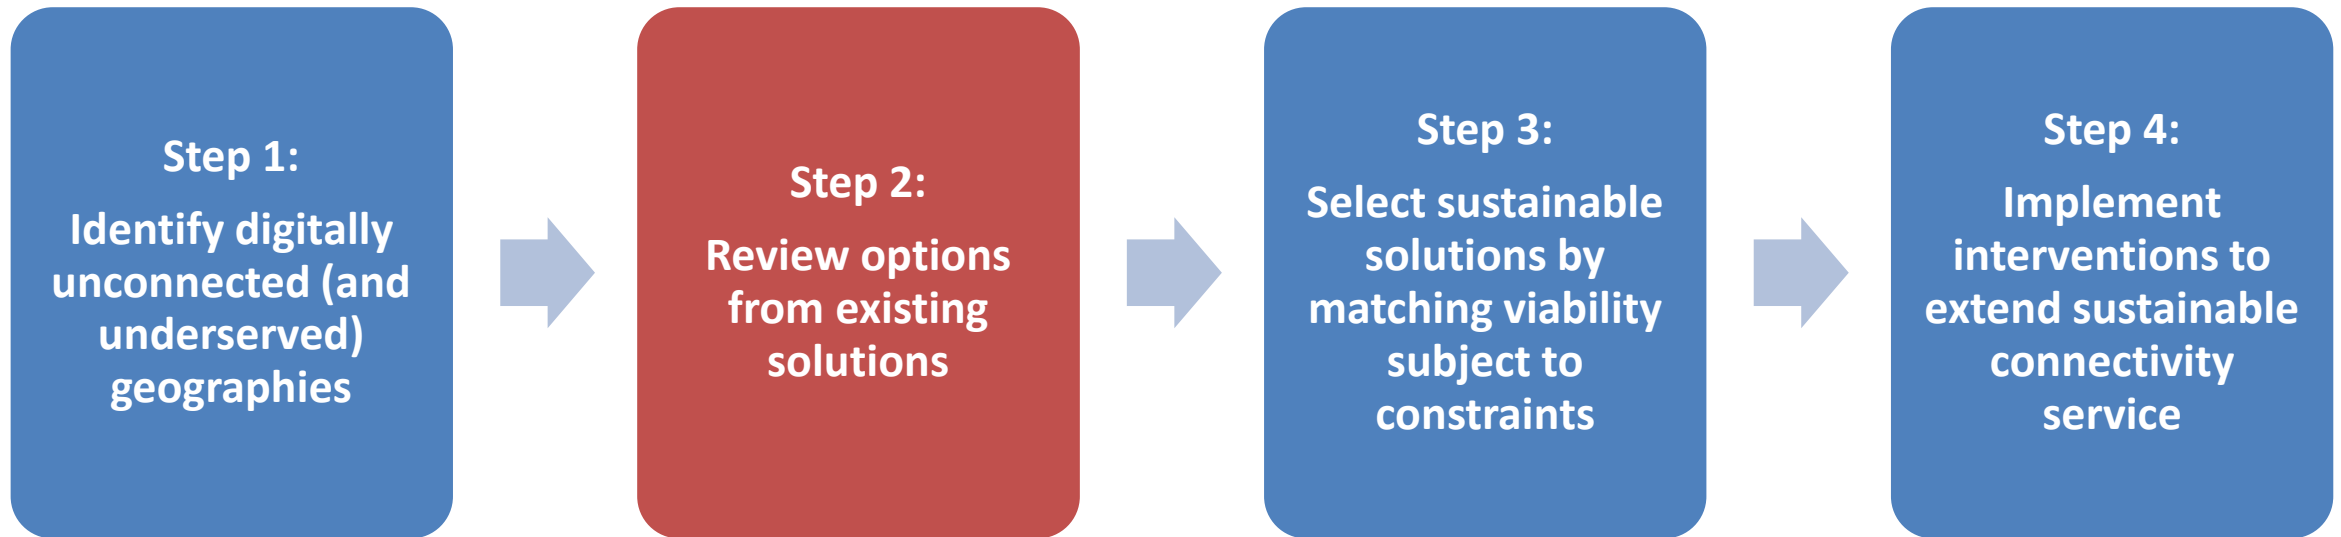 Step 1:
Identify digitally
unconnected (and
underserved)
geographies
Step 2:
Review options
from existing
solutions
Step 3:
Select sustainable
solutions by
matching viability
subject to
constraints
Step 4:
Implement
interventions to
extend sustainable
connectivity
service